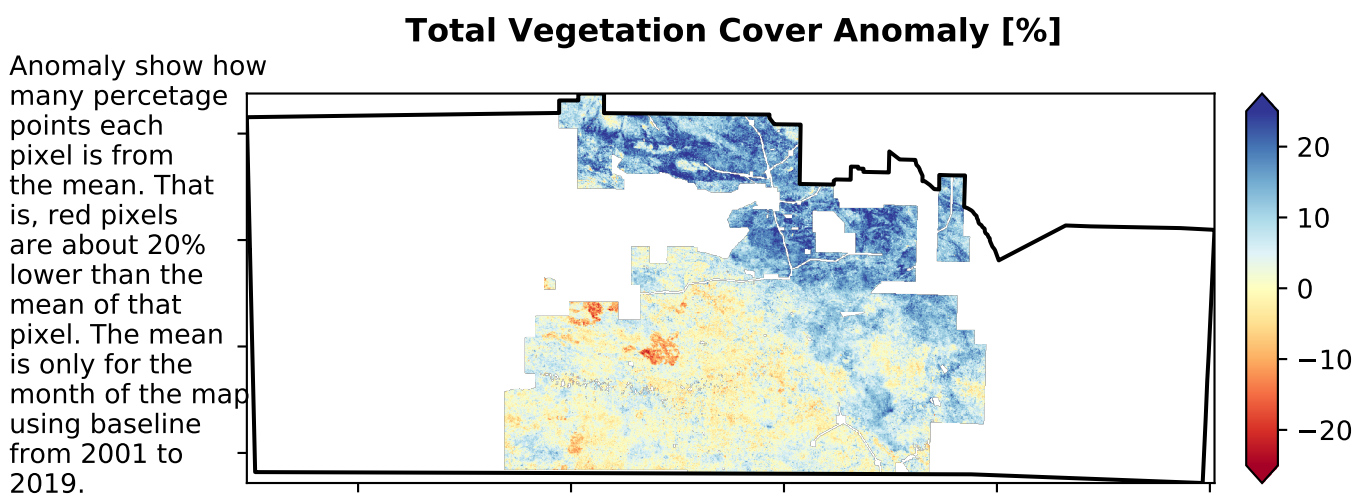 Total Vegetation Cover Anomaly [%]
Anomaly show how
many percetage
points each
pixel is from
the mean. That
is, red pixels
are about 20%
lower than the
mean of that
pixel. The mean
is only for the
month of the map
using baseline
from 2001 to
2019.
20
10
0
−10
−20